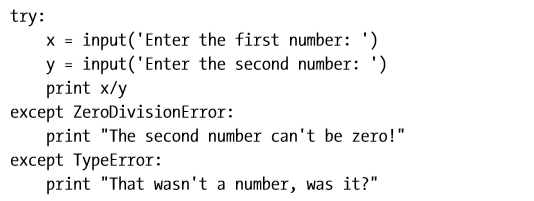 try:
    x = input('Enter the first number: ')
    y = input('Enter the second number: ')
    print x/y
except ZeroDivisionError:
    print "The second number can't be zero!"
except TypeError:
    print "That wasn't a number, was it?"